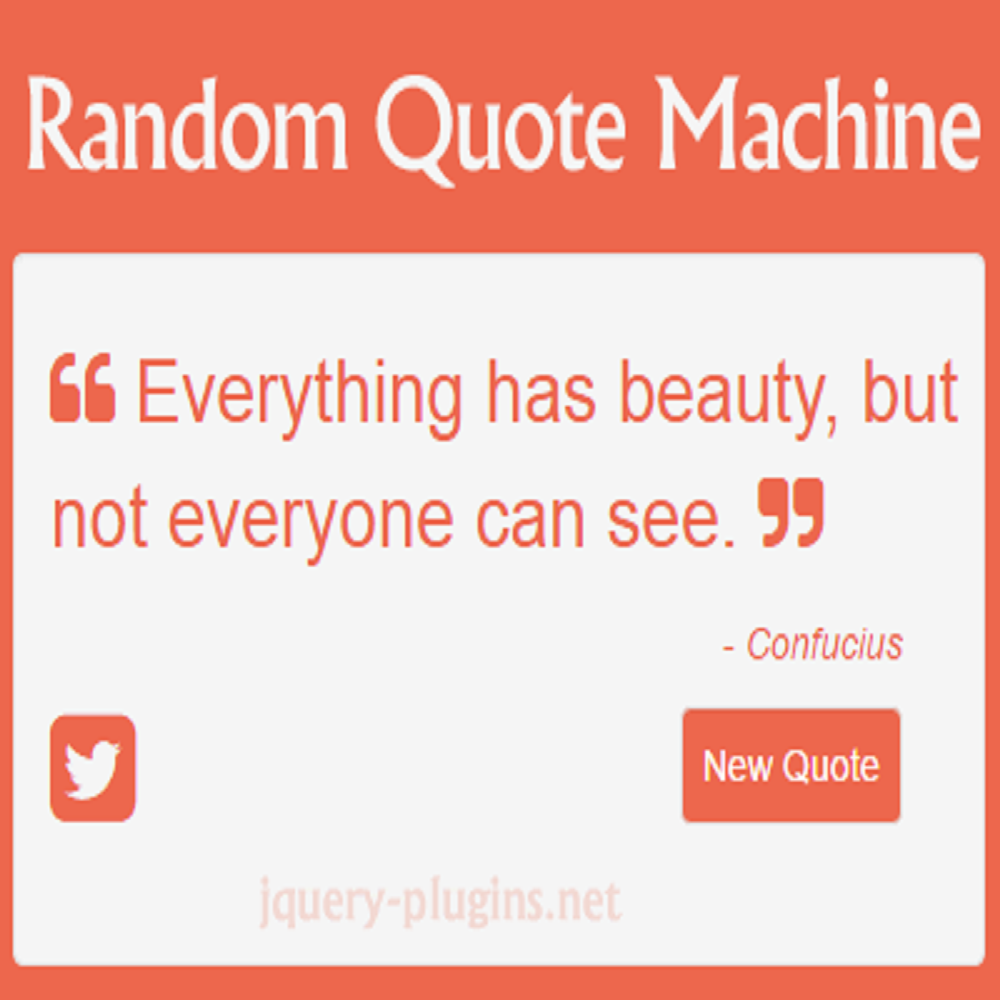 Random Quote Machine
“ Everything has beauty, but
not everyone can see. ”
- Confucius
New Quote
jquery-plugins.net